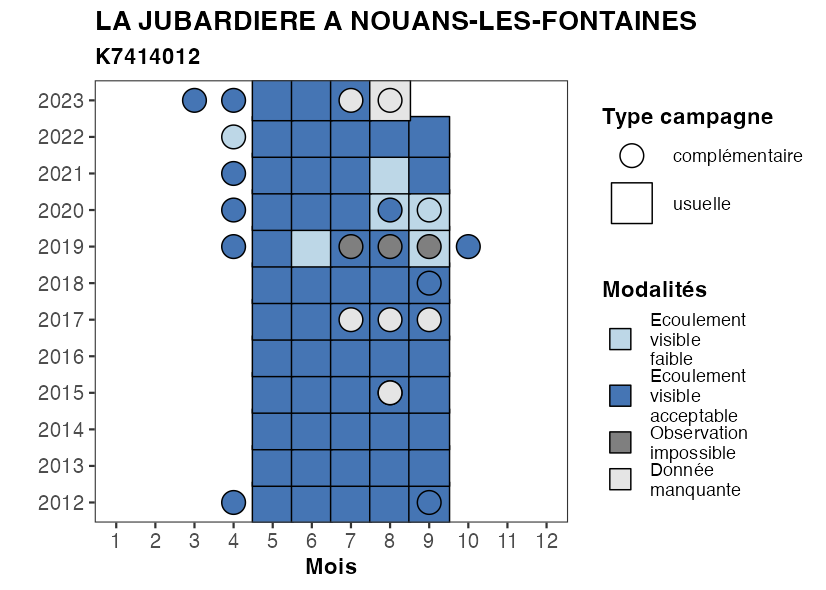 LA JUBARDIERE A NOUANS-LES-FONTAINES
K7414012
2023
2022
2021
2020
2019
2018
2017
2016
2015
2014
2013
2012
1 2 3 4 5 6 7 8 9 10 11 12
Mois
Type campagne
complémentaire
usuelle
Modalités
Ecoulement
visible
faible
Ecoulement
visible
acceptable
Observation
impossible
Donnée
manquante